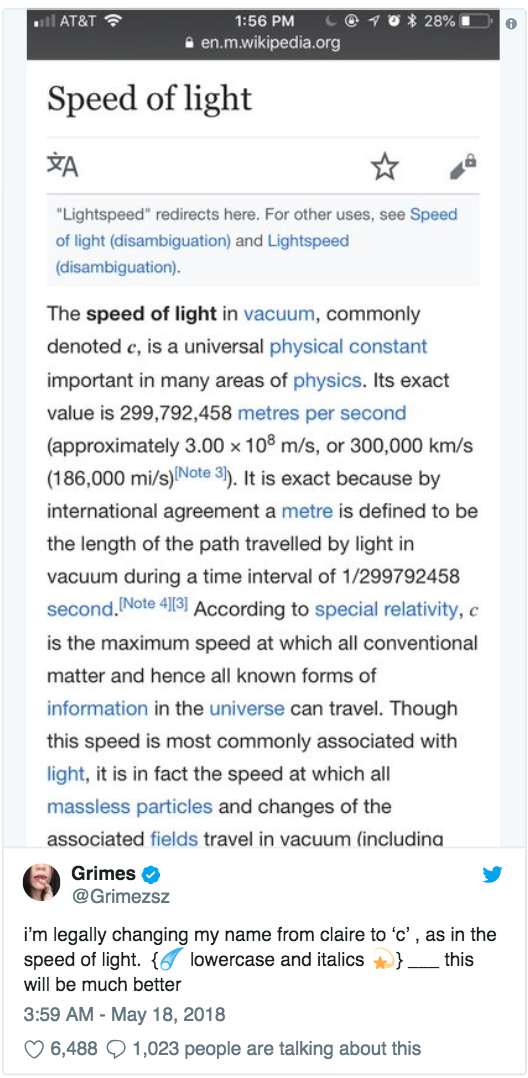 AT&T 1:56 PM 28%
en.m.wikipedia.org
Speed of light
文A
"Lightspeed" redirects here. For other uses, see Speed
of light (disambiguation) and Lightspeed
(disambiguation).
The speed of light in vacuum, commonly
denoted c, is a universal physical constant
important in many areas of physics. Its exact
value is 299,792,458 metres per second
(approximately 3.00 × 10⁸ m/s, or 300,000 km/s
(186,000 mi/s)[Note 3]). It is exact because by
international agreement a metre is defined to be
the length of the path travelled by light in
vacuum during a time interval of 1/299792458
second.[Note 4][3] According to special relativity, c
is the maximum speed at which all conventional
matter and hence all known forms of
information in the universe can travel. Though
this speed is most commonly associated with
light, it is in fact the speed at which all
massless particles and changes of the
associated fields travel in vacuum (including
Grimes
@Grimezsz
i'm legally changing my name from claire to ‘c’ , as in the
speed of light. {☄️ lowercase and italics 💫} ___ this
will be much better
3:59 AM - May 18, 2018
6,488 1,023 people are talking about this